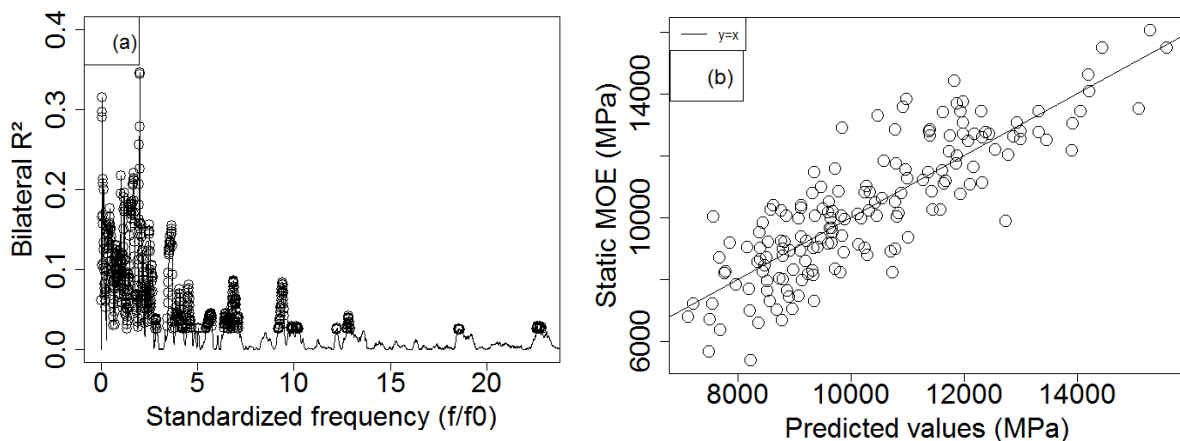 (a)
0.4
0.3
0.2
0.1
0.0
Bilateral R²
0 5 10 15 20
Standardized frequency (f/f0)
y=x
(b)
14000
10000
6000
Static MOE (MPa)
8000 10000 12000 14000
Predicted values (MPa)